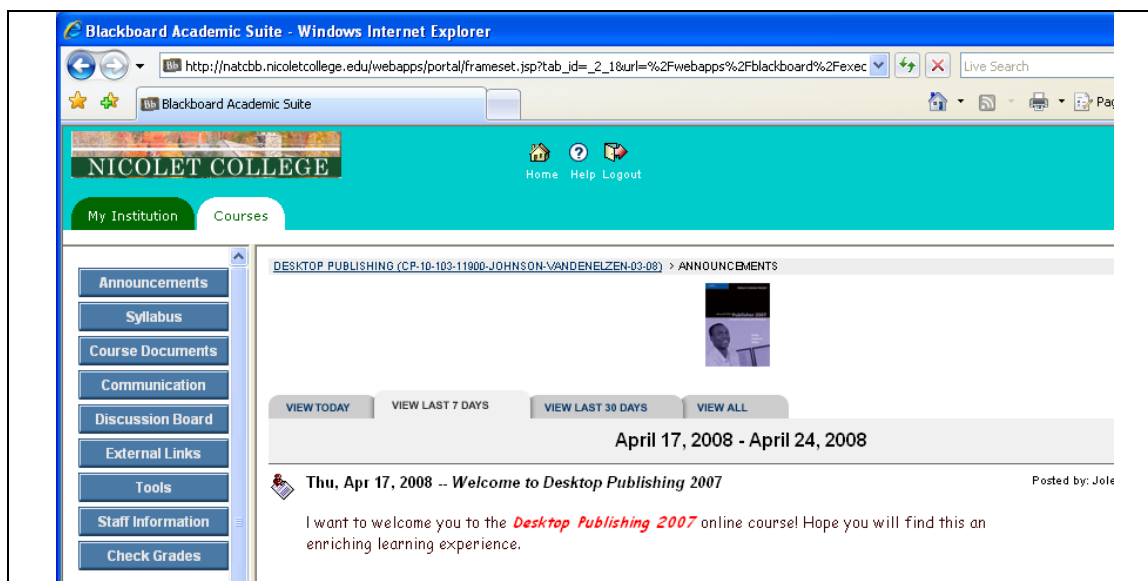 Blackboard Academic Suite - Windows Internet Explorer
http://natcbb.nicoletcollege.edu/webapps/portal/frameset.jsp?tab_id=_2_1&url=%2Fwebapps%2Fblackboard%2Fexec
Live Search
Blackboard Academic Suite
Pag
NICOLET COLLEGE
Home Help Logout
My Institution Courses
DESKTOP PUBLISHING (CP-10-103-11900-JOHNSON-VANDENELZEN-03-08) > ANNOUNCEMENTS
Announcements
Syllabus
Course Documents
Communication
Discussion Board
External Links
Tools
Staff Information
Check Grades
Publisher 2007
VIEW TODAY VIEW LAST 7 DAYS VIEW LAST 30 DAYS VIEW ALL
April 17, 2008 - April 24, 2008
Thu, Apr 17, 2008 -- Welcome to Desktop Publishing 2007 Posted by: Jole
I want to welcome you to the Desktop Publishing 2007 online course! Hope you will find this an
enriching learning experience.